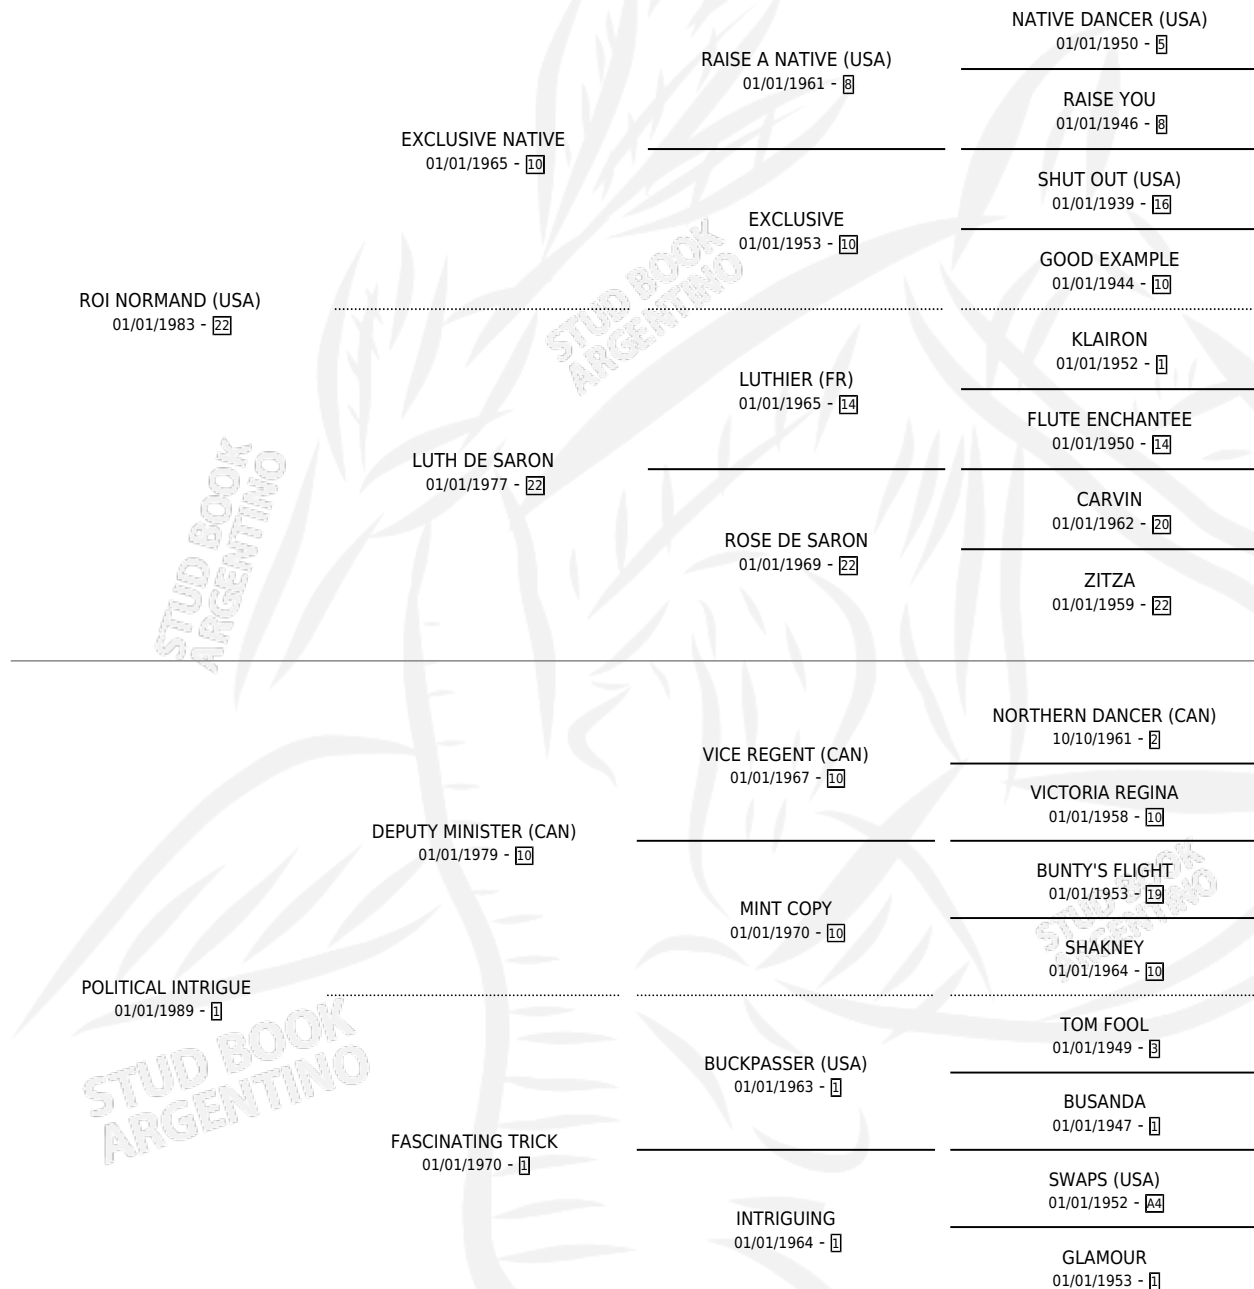 NATIVE DANCER (USA)
01/01/1950 - 5
RAISE A NATIVE (USA)
01/01/1961 - 8
RAISE YOU
01/01/1946 - 8
EXCLUSIVE NATIVE
01/01/1965 - 10
SHUT OUT (USA)
01/01/1939 - 16
EXCLUSIVE
01/01/1953 - 10
GOOD EXAMPLE
01/01/1944 - 10
ROI NORMAND (USA)
01/01/1983 - 22
STUD BOOK
ARGENTINO
KLAIRON
01/01/1952 - 1
LUTHIER (FR)
01/01/1965 - 14
FLUTE ENCHANTEE
01/01/1950 - 14
LUTH DE SARON
01/01/1977 - 22
CARVIN
01/01/1962 - 20
ROSE DE SARON
01/01/1969 - 22
ZITZA
01/01/1959 - 22
STUD BOOK
ARGENTINO
NORTHERN DANCER (CAN)
10/10/1961 - 2
VICE REGENT (CAN)
01/01/1967 - 10
VICTORIA REGINA
01/01/1958 - 10
DEPUTY MINISTER (CAN)
01/01/1979 - 10
BUNTY'S FLIGHT
01/01/1953 - 19
MINT COPY
01/01/1970 - 10
STUD BOOK
ARGENTINO
SHAKNEY
01/01/1964 - 10
POLITICAL INTRIGUE
01/01/1989 - 1
STUD BOOK
ARGENTINO
TOM FOOL
01/01/1949 - 3
BUCKPASSER (USA)
01/01/1963 - 1
BUSANDA
01/01/1947 - 1
FASCINATING TRICK
01/01/1970 - 1
SWAPS (USA)
01/01/1952 - A4
INTRIGUING
01/01/1964 - 1
GLAMOUR
01/01/1953 - 1